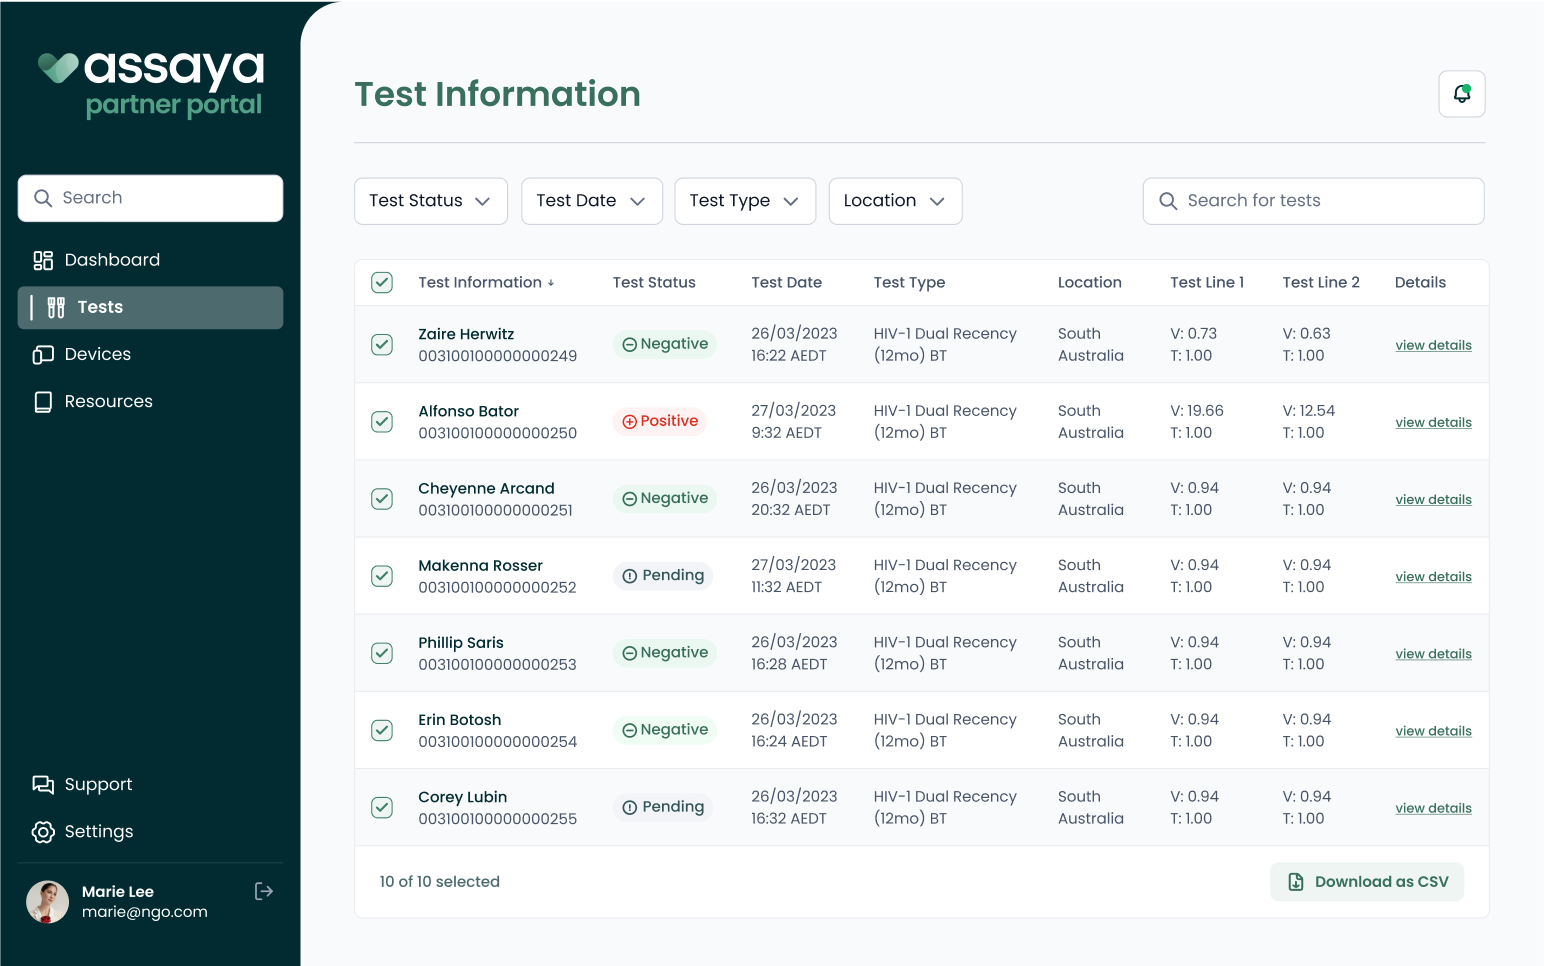 assaya
partner portal
Search
Dashboard
Tests
Devices
Resources
Support
Settings
Marie Lee
marie@ngo.com
Test Information
Test Status
Test Date
Test Type
Location
Search for tests
Test Information ↓ Test Status Test Date Test Type Location Test Line 1 Test Line 2 Details
Zaire Herwitz
003100100000000249
Negative
26/03/2023
16:22 AEDT
HIV-1 Dual Recency
(12mo) BT
South
Australia
V: 0.73
T: 1.00
V: 0.63
T: 1.00
view details
Alfonso Bator
003100100000000250
Positive
27/03/2023
9:32 AEDT
HIV-1 Dual Recency
(12mo) BT
South
Australia
V: 19.66
T: 1.00
V: 12.54
T: 1.00
view details
Cheyenne Arcand
003100100000000251
Negative
26/03/2023
20:32 AEDT
HIV-1 Dual Recency
(12mo) BT
South
Australia
V: 0.94
T: 1.00
V: 0.94
T: 1.00
view details
Makenna Rosser
003100100000000252
Pending
27/03/2023
11:32 AEDT
HIV-1 Dual Recency
(12mo) BT
South
Australia
V: 0.94
T: 1.00
V: 0.94
T: 1.00
view details
Phillip Saris
003100100000000253
Negative
26/03/2023
16:28 AEDT
HIV-1 Dual Recency
(12mo) BT
South
Australia
V: 0.94
T: 1.00
V: 0.94
T: 1.00
view details
Erin Botosh
003100100000000254
Negative
26/03/2023
16:24 AEDT
HIV-1 Dual Recency
(12mo) BT
South
Australia
V: 0.94
T: 1.00
V: 0.94
T: 1.00
view details
Corey Lubin
003100100000000255
Pending
26/03/2023
16:32 AEDT
HIV-1 Dual Recency
(12mo) BT
South
Australia
V: 0.94
T: 1.00
V: 0.94
T: 1.00
view details
10 of 10 selected
Download as CSV